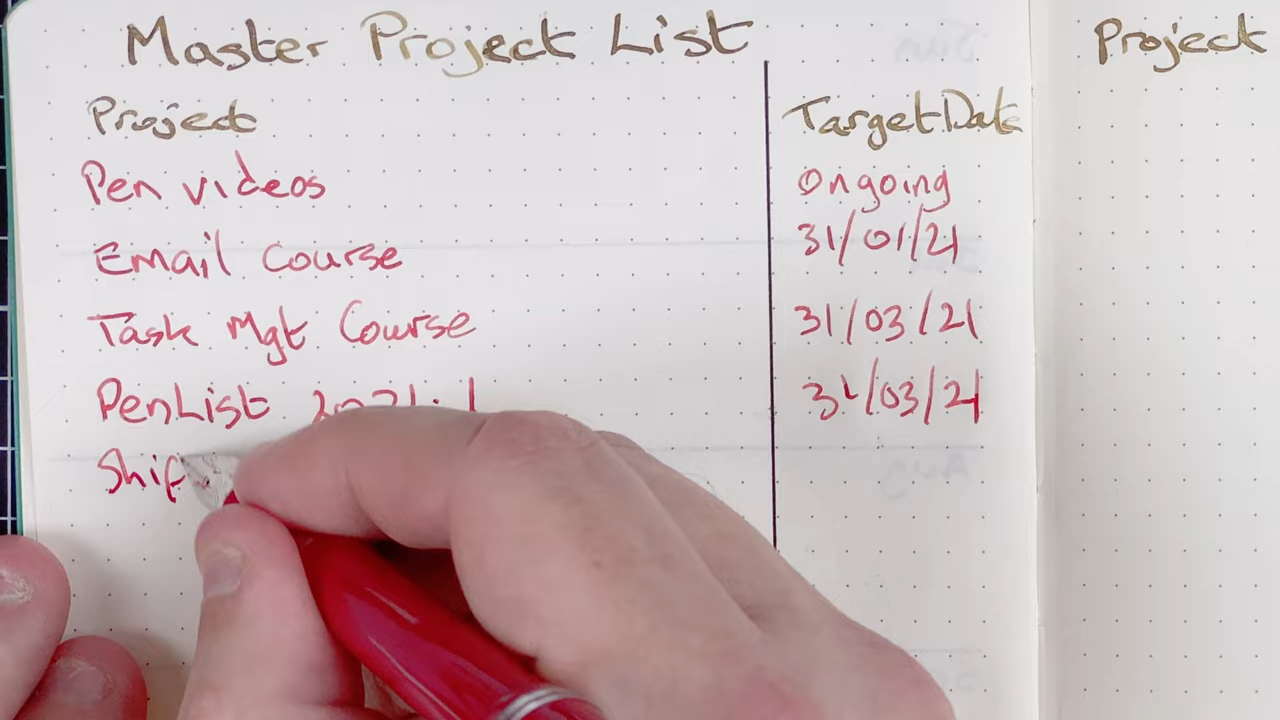 Master Project List
Project
Target Date
Pen videos
Ongoing
Email Course
31/01/21
Task Mgt Course
31/03/21
PenList
31/03/21
Project